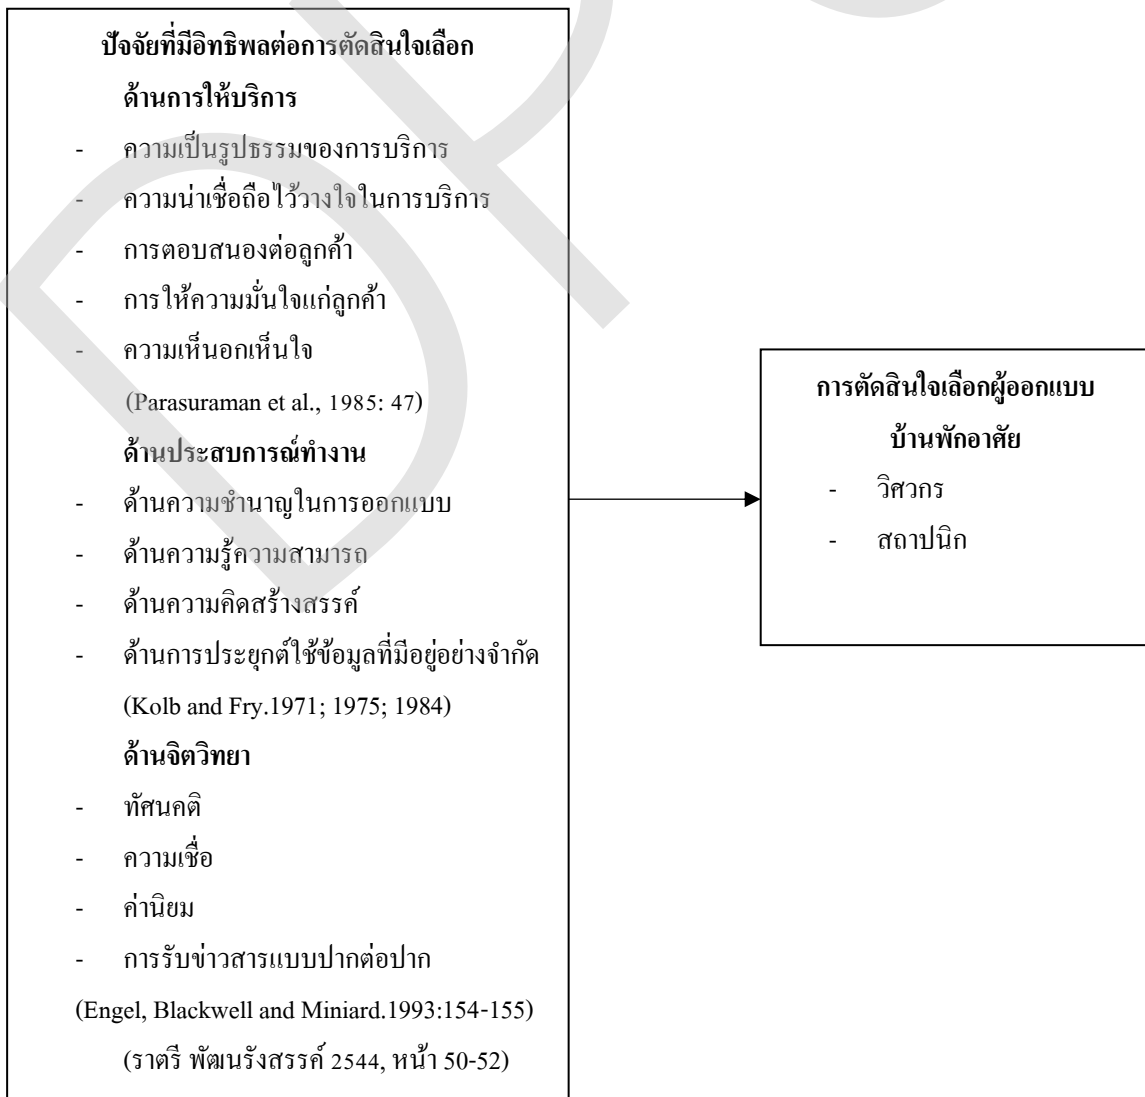 ปัจจัยที่มีอิทธิพลต่อการตัดสินใจเลือก
ด้านการให้บริการ
- ความเป็นรูปธรรมของการบริการ
- ความน่าเชื่อถือไว้วางใจในการบริการ
- การตอบสนองต่อลูกค้า
- การให้ความมั่นใจแก่ลูกค้า
- ความเห็นอกเห็นใจ
(Parasuraman et al., 1985: 47)
ด้านประสบการณ์ทำงาน
- ด้านความชำนาญในการออกแบบ
- ด้านความรู้ความสามารถ
- ด้านความคิดสร้างสรรค์
- ด้านการประยุกต์ใช้ข้อมูลที่มีอยู่อย่างจำกัด
(Kolb and Fry.1971; 1975; 1984)
ด้านจิตวิทยา
- ทัศนคติ
- ความเชื่อ
- ค่านิยม
- การรับข่าวสารแบบปากต่อปาก
(Engel, Blackwell and Miniard.1993:154-155)
(ราตรี พัฒนรังสรรค์ 2544, หน้า 50-52)
การตัดสินใจเลือกผู้ออกแบบ
บ้านพักอาศัย
- วิศวกร
- สถาปนิก